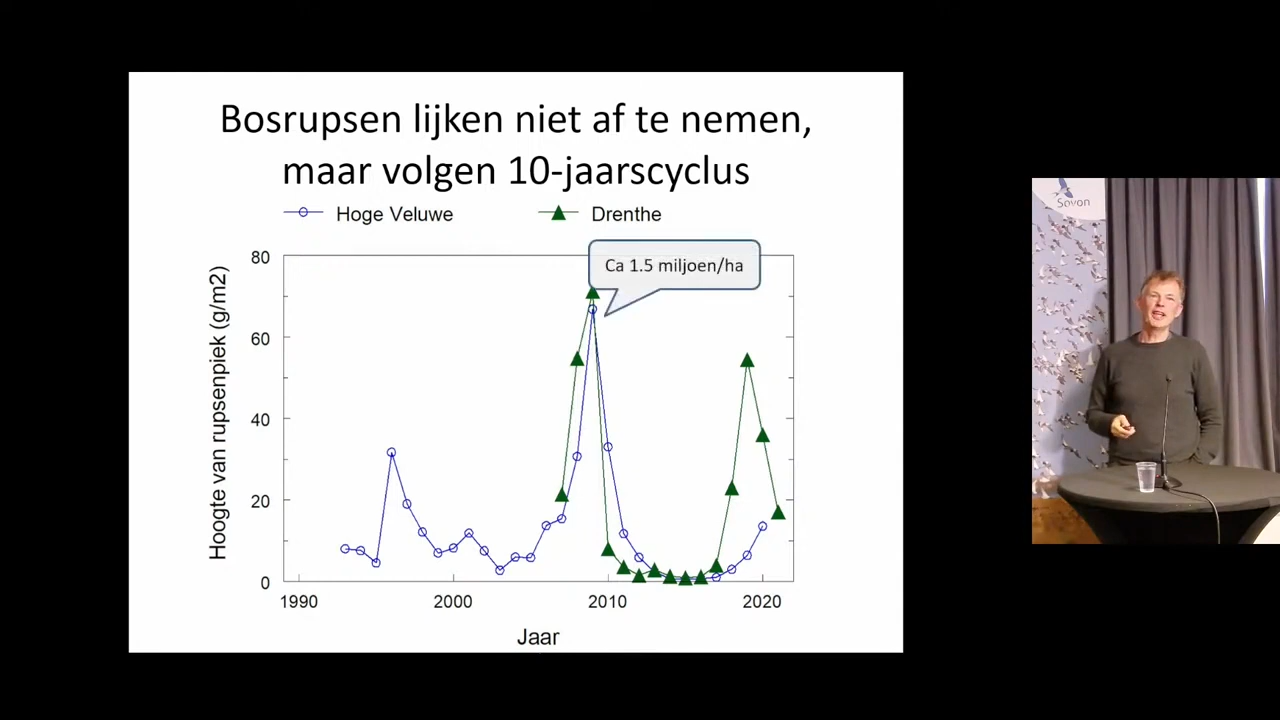 Bosrupsen lijken niet af te nemen,
maar volgen 10-jaarscyclus
Hoge Veluwe
Drenthe
Ca 1.5 miljoen/ha
Hoogte van rupsenpiek (g/m2)
80
60
40
20
0
1990
2000
2010
2020
Jaar
Sovon